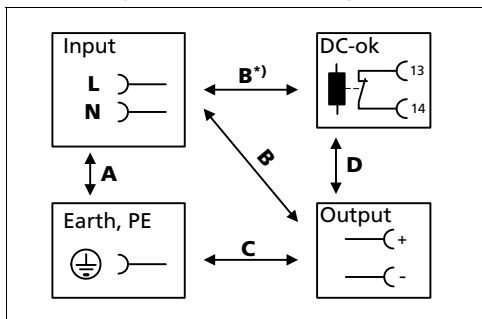 Input
L
N
B*)
DC-ok
13
14
A
B
D
Earth, PE
C
Output
+
-